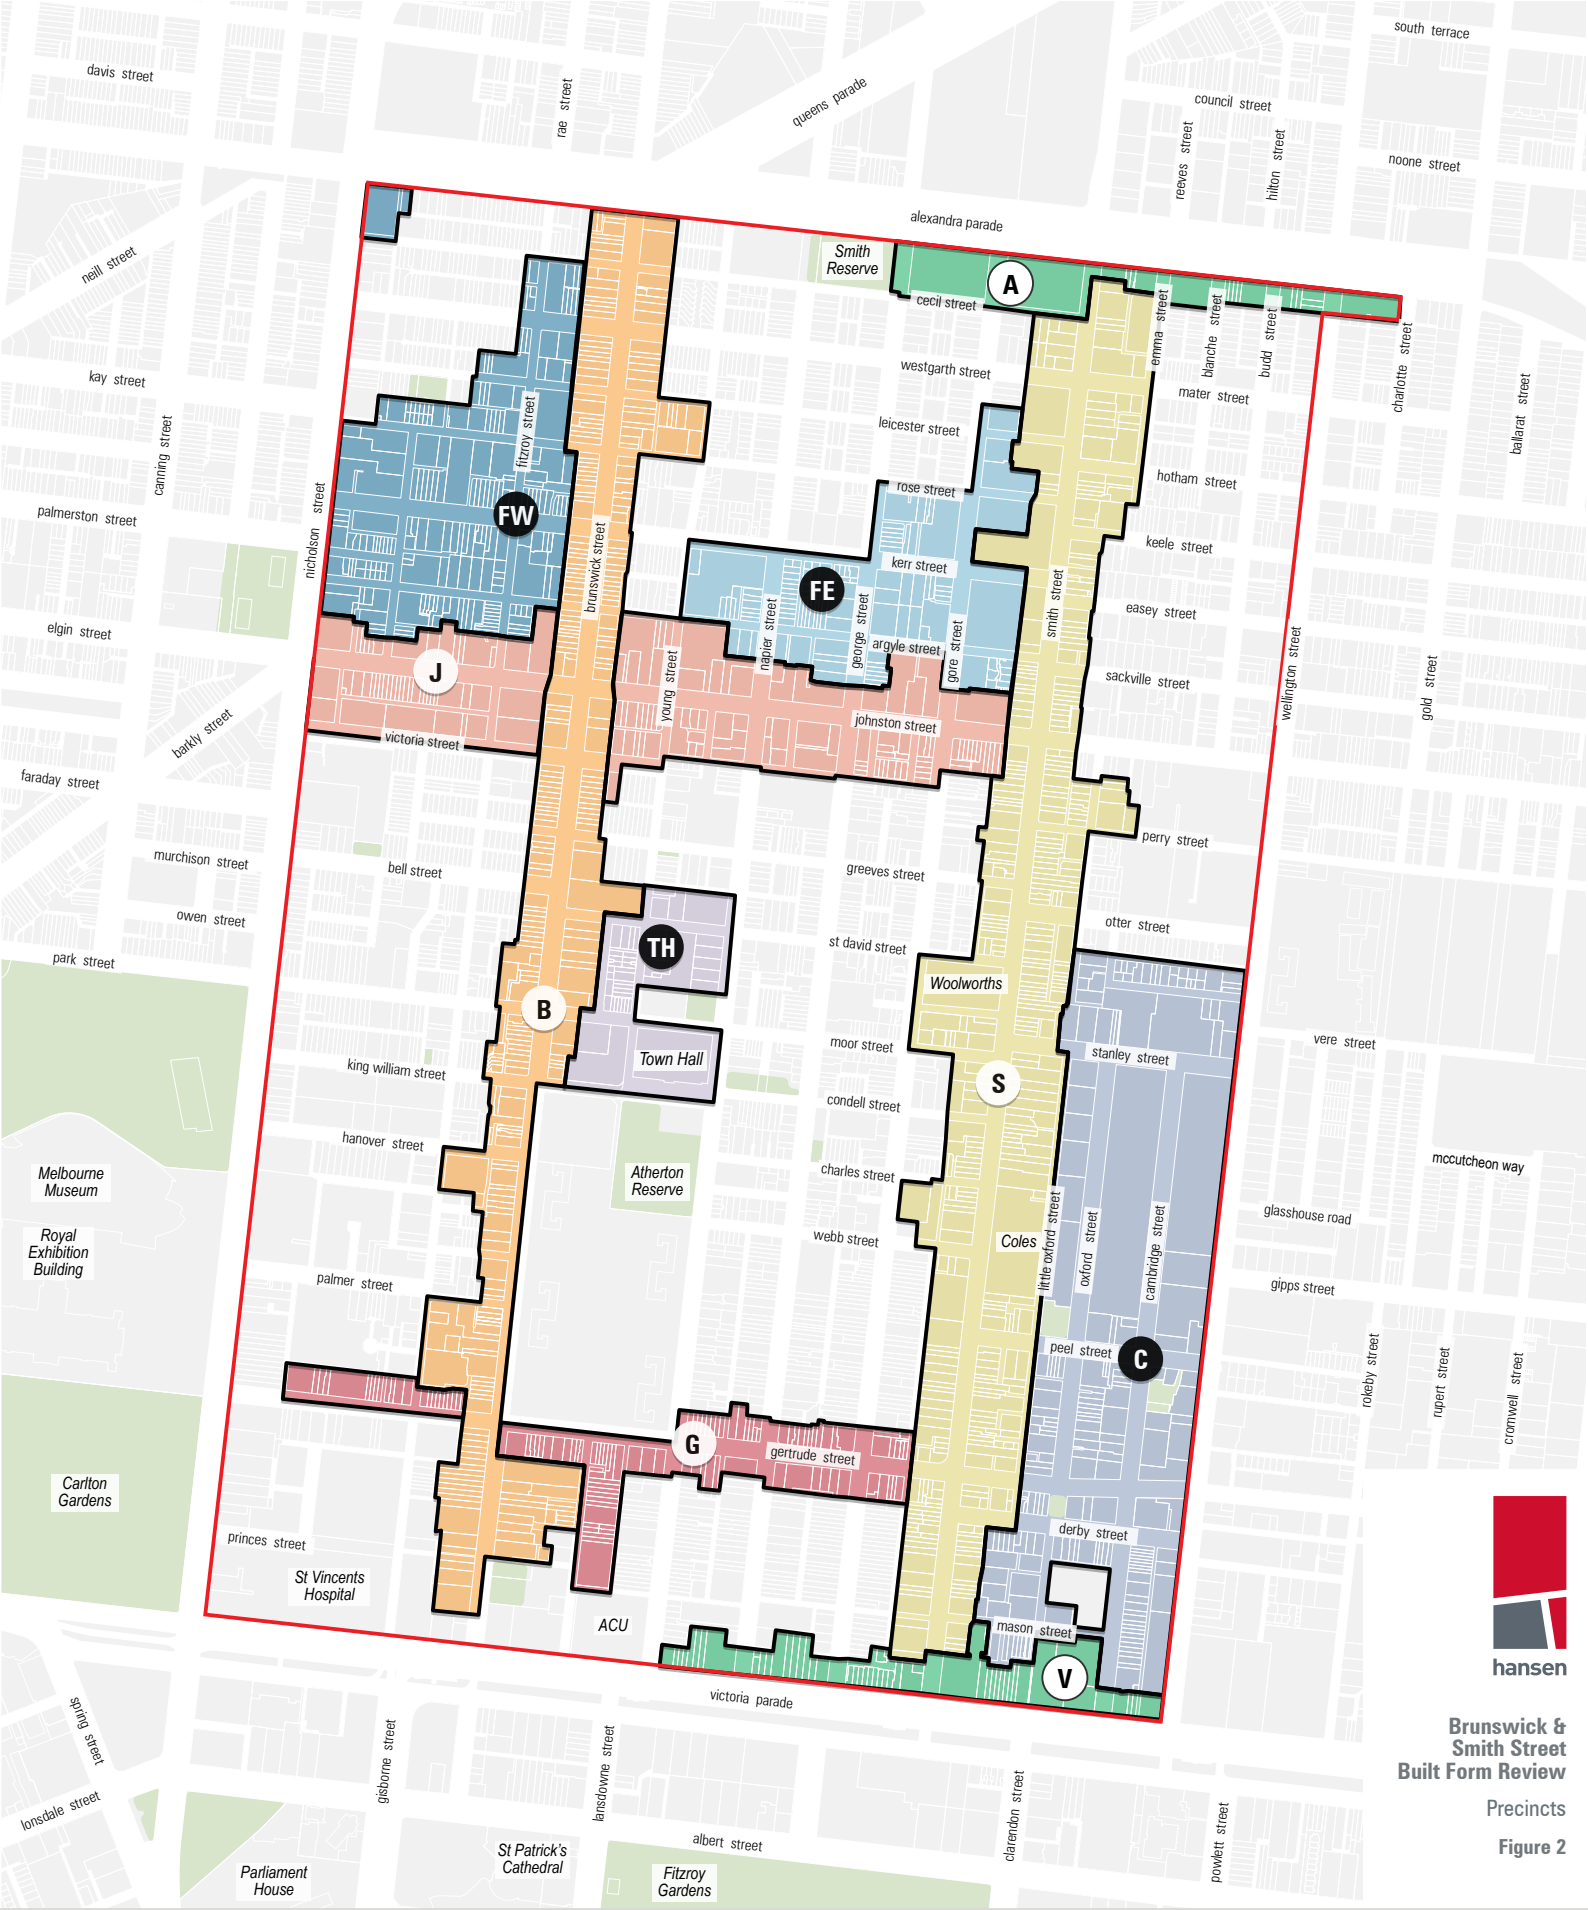 south terrace
davis street
rae street
queens parade
council street
reeves street
hilton street
noone street
alexandra parade
neill street
Smith
Reserve
A
cecil street
emma street
blanche street
budd street
charlotte street
westgarth street
kay street
mater street
ballarat street
canning street
fitzroy street
leicester street
hotham street
rose street
palmerston street
nicholson street
FW
brunswick street
keele street
kerr street
FE
smith street
easey street
elgin street
napier street
george street
argyle street
gore street
wellington street
J
young street
sackville street
gold street
barkly street
victoria street
johnston street
faraday street
perry street
murchison street
bell street
greeves street
owen street
otter street
park street
TH
st david street
Woolworths
B
Town Hall
moor street
stanley street
vere street
king william street
S
condell street
hanover street
Melbourne
Museum
Atherton
Reserve
charles street
mccutcheon way
Royal
Exhibition
Building
webb street
Coles
little oxford street
oxford street
cambridge street
glasshouse road
palmer street
gipps street
peel street
C
rokeby street
rupert street
cromwell street
G
gertrude street
Carlton
Gardens
princes street
derby street
St Vincents
Hospital
ACU
mason street
V
hansen
victoria parade
spring street
gisborne street
lansdowne street
Brunswick &
Smith Street
Built Form Review
Precincts
Figure 2
lonsdale street
clarendon street
powlett street
albert street
St Patrick's
Cathedral
Parliament
House
Fitzroy
Gardens